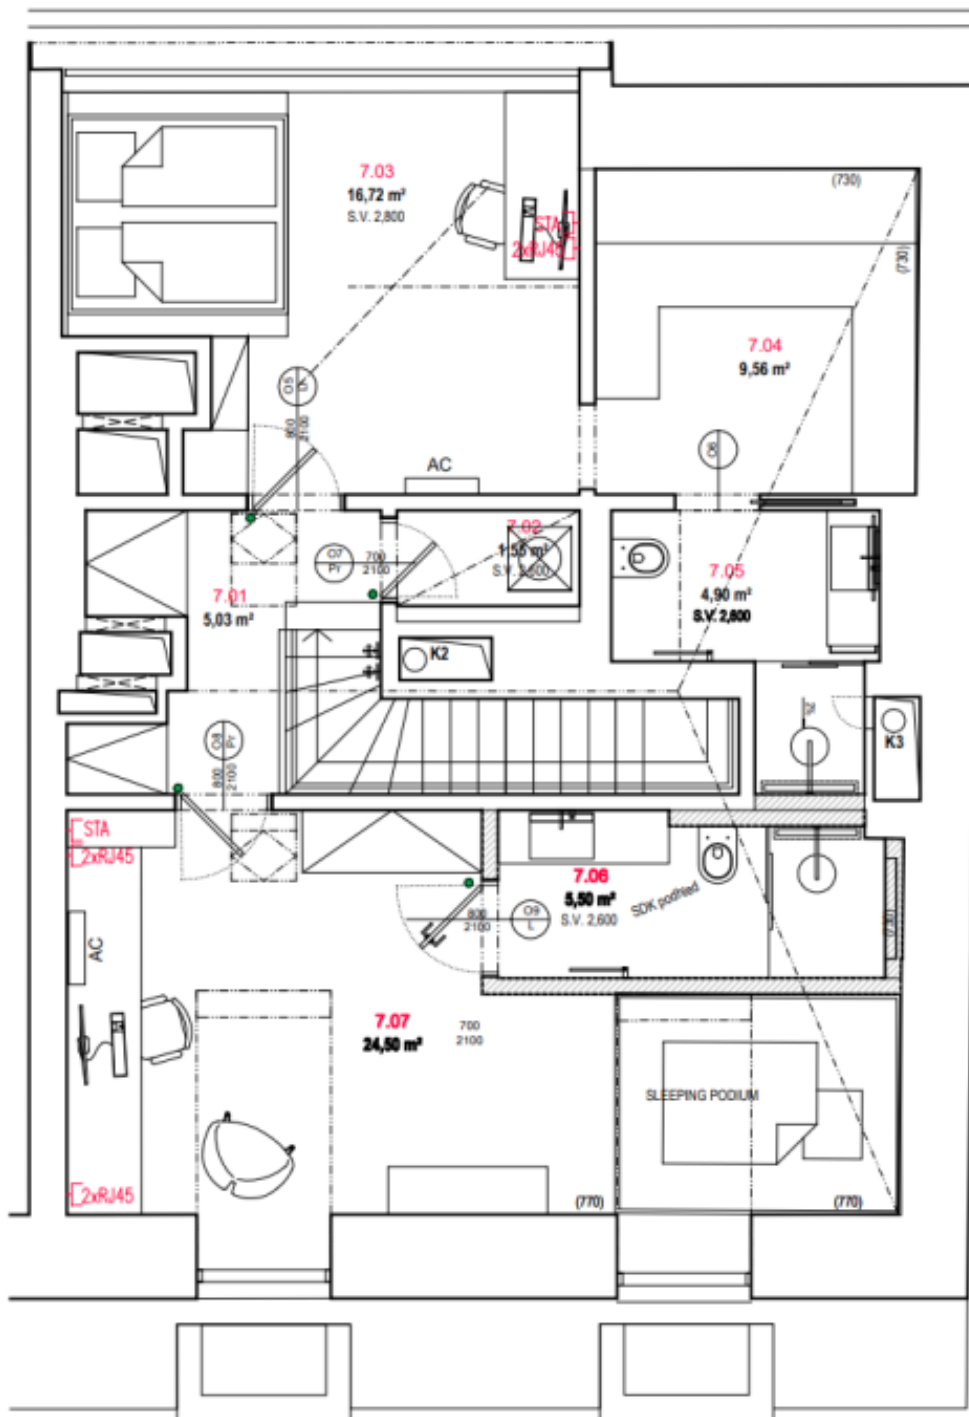 7.03
16,72 m²
S.V. 2,800
STA
2xRJ45
(730)
(730)
7.04
9,56 m²
O5
800
2100
AC
O6
7.02
1,55 m²
O7
Pr
700
2100
7.01
5,03 m²
7.05
4,90 m²
S.V. 2,600
K2
O8
Pr
800
2100
K3
STA
2xRJ45
7.06
5,50 m²
S.V. 2,600
SDK podhled
O9
L
800
2100
AC
7.07
24,50 m²
700
2100
SLEEPING PODIUM
2xRJ45
(770)
(770)